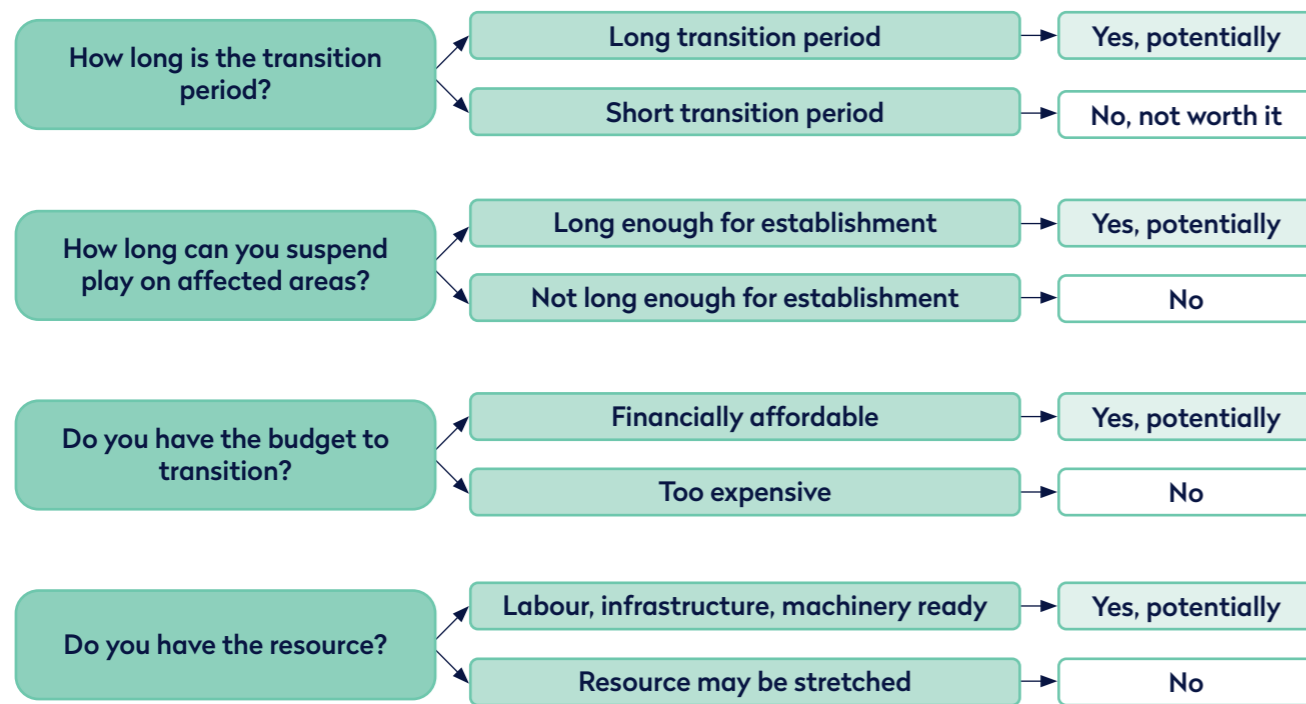 How long is the transition
period?
Long transition period
Yes, potentially
Short transition period
No, not worth it
How long can you suspend
play on affected areas?
Long enough for establishment
Yes, potentially
Not long enough for establishment
No
Do you have the budget to
transition?
Financially affordable
Yes, potentially
Too expensive
No
Do you have the resource?
Labour, infrastructure, machinery ready
Yes, potentially
Resource may be stretched
No